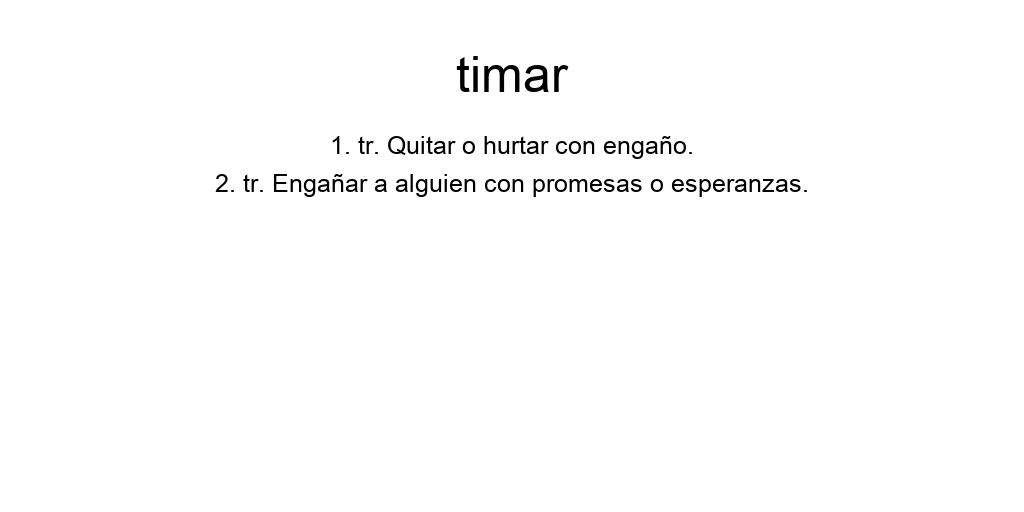 timar
1. tr. Quitar o hurtar con engaño.
2. tr. Engañar a alguien con promesas o esperanzas.